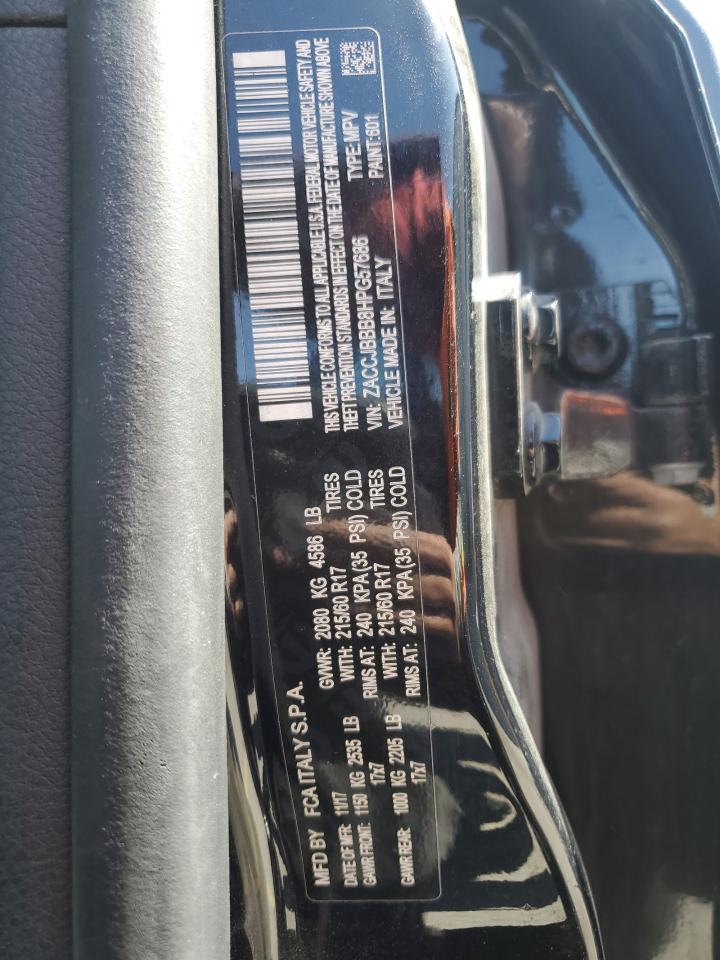 MFD BY FCA ITALY S.P.A.
DATE OF MFR: 11/17 GVWR: 2080 KG 4586 LB
GAWR FRONT: 1150 KG 2535 LB WITH: 215/60 R17 TIRES
17x7 RIMS AT: 240 KPA(35 PSI) COLD
GAWR REAR: 1000 KG 2205 LB WITH: 215/60 R17 TIRES
17x7 RIMS AT: 240 KPA(35 PSI) COLD
THIS VEHICLE CONFORMS TO ALL APPLICABLE U.S.A. FEDERAL MOTOR VEHICLE SAFETY AND
THEFT PREVENTION STANDARDS IN EFFECT ON THE DATE OF MANUFACTURE SHOWN ABOVE
VIN: ZACCJBBB8HPG57686 TYPE: MPV
VEHICLE MADE IN: ITALY PAINT: 601